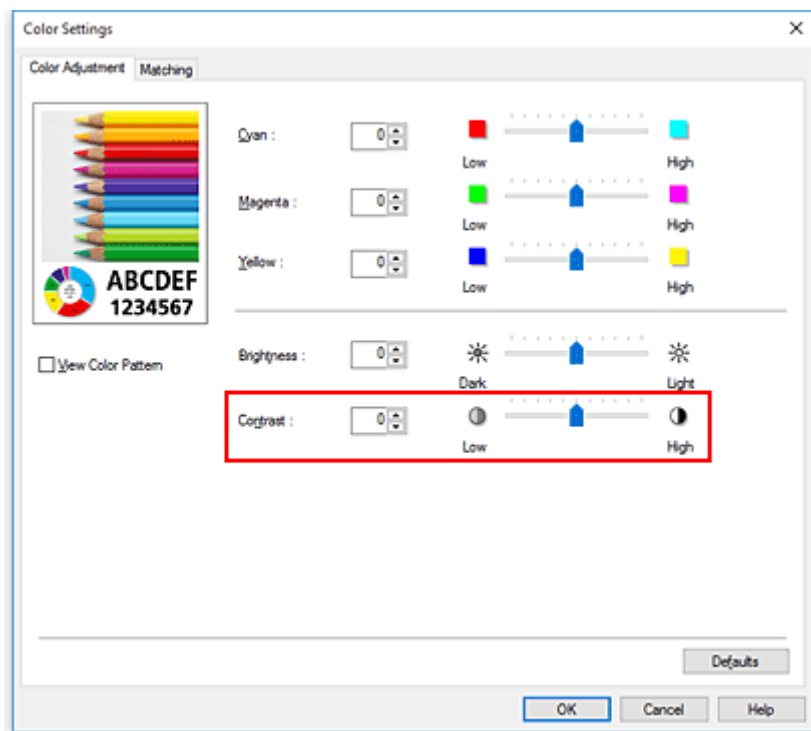 Color Settings
Color Adjustment Matching
Cyan : 0
Low High
Magenta : 0
Low High
Yellow : 0
Low High
ABCDEF
1234567
View Color Pattern
Brightness : 0
Dark Light
Contrast : 0
Low High
Defaults
OK Cancel Help